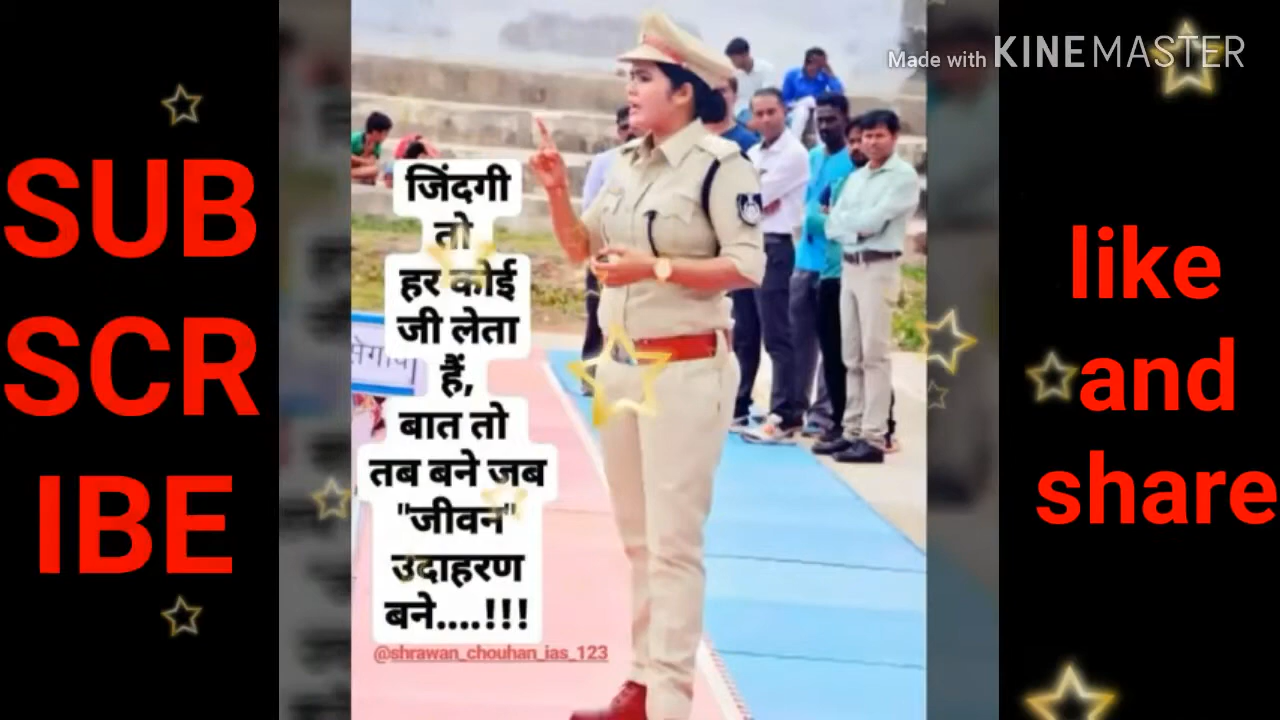 SUB
SCR
IBE
जिंदगी
तो
हर कोई
जी लेता
हैं,
बात तो
तब बने जब
"जीवन"
उदाहरण
बने....!!!
@shrawan_chouhan_ias_123
Made with KINEMASTER
like
and
share